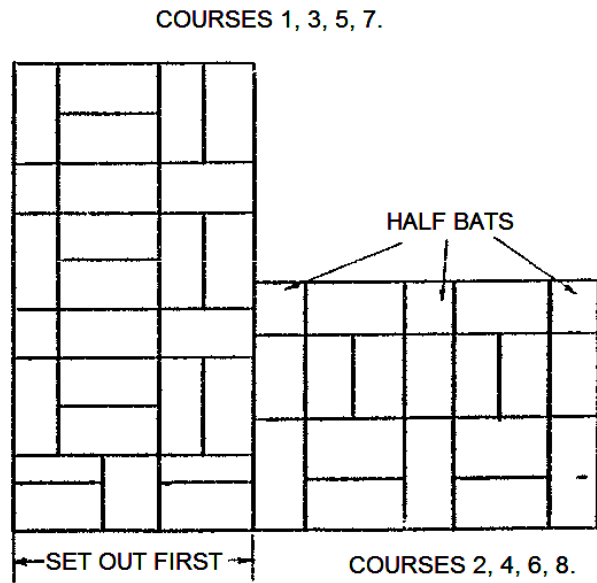 COURSES 1, 3, 5, 7.
HALF BATS
SET OUT FIRST
COURSES 2, 4, 6, 8.